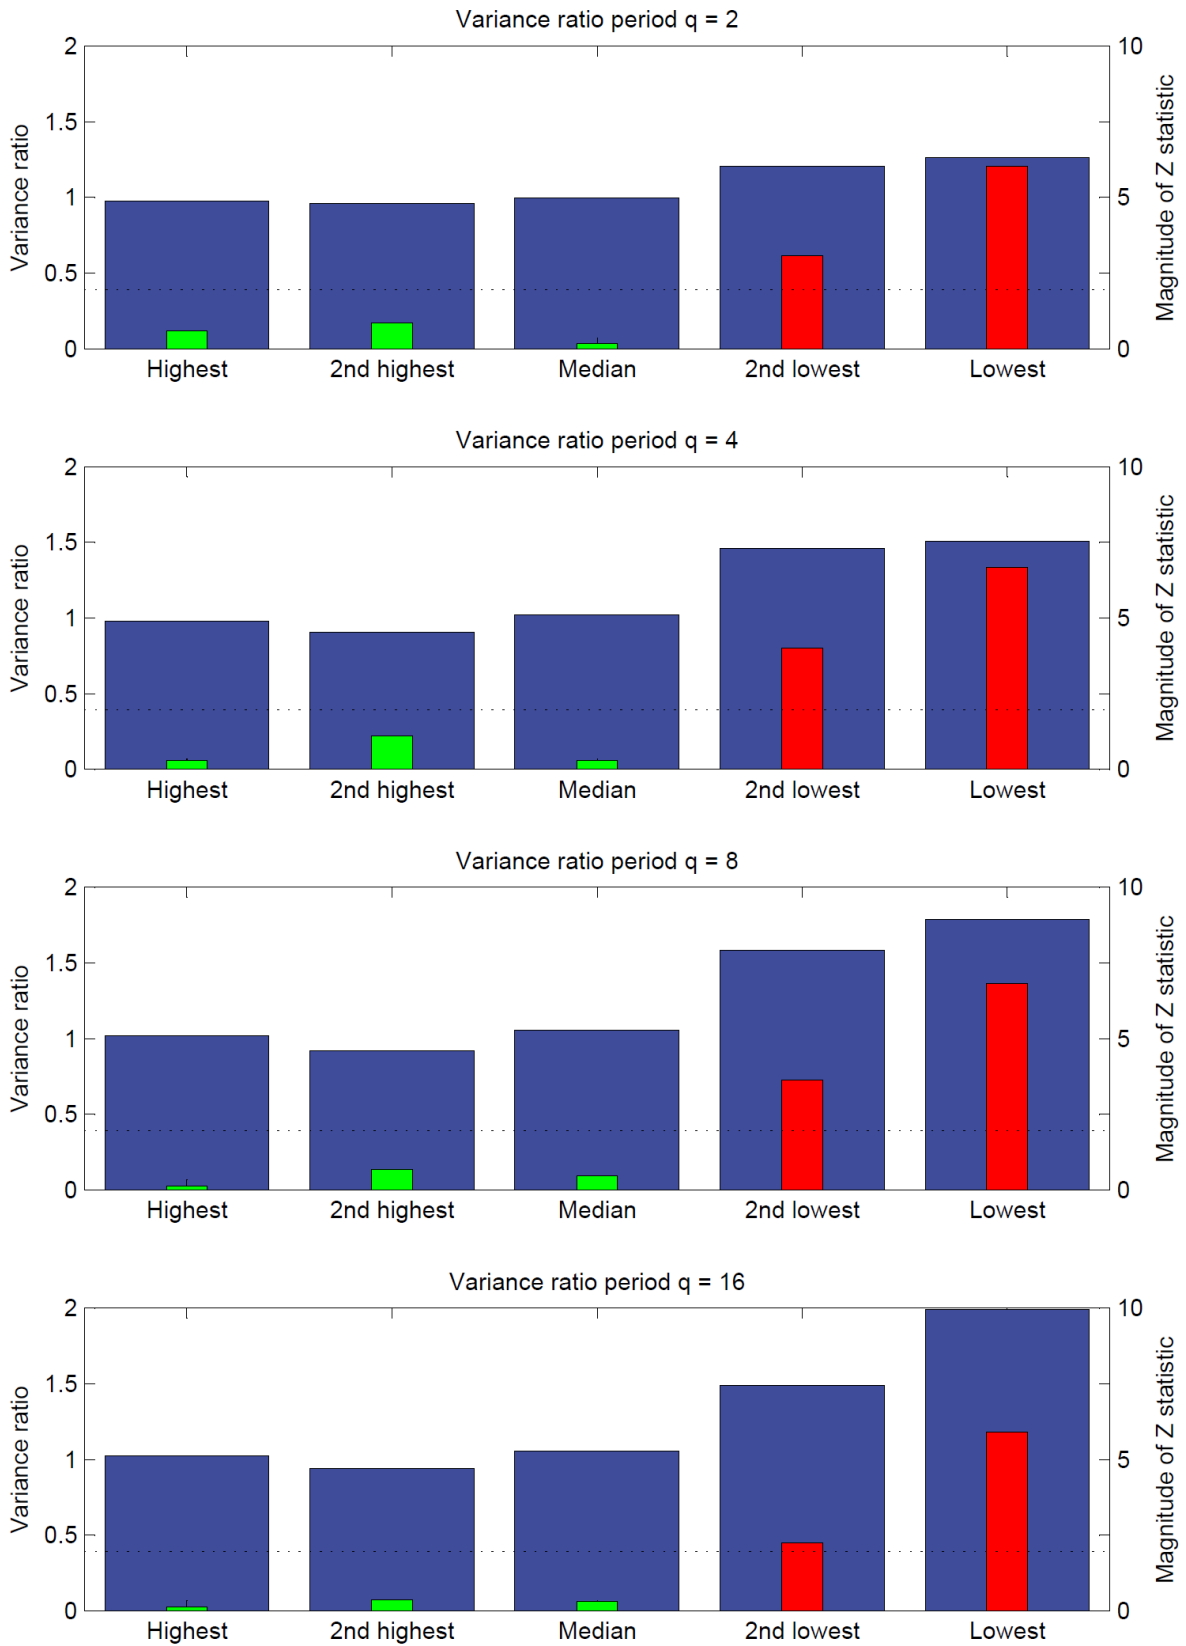 Variance ratio period q = 2
2
1.5
1
0.5
0
Variance ratio
10
5
0
Magnitude of Z statistic
Highest 2nd highest Median 2nd lowest Lowest
Variance ratio period q = 4
2
1.5
1
0.5
0
Variance ratio
10
5
0
Magnitude of Z statistic
Highest 2nd highest Median 2nd lowest Lowest
Variance ratio period q = 8
2
1.5
1
0.5
0
Variance ratio
10
5
0
Magnitude of Z statistic
Highest 2nd highest Median 2nd lowest Lowest
Variance ratio period q = 16
2
1.5
1
0.5
0
Variance ratio
10
5
0
Magnitude of Z statistic
Highest 2nd highest Median 2nd lowest Lowest